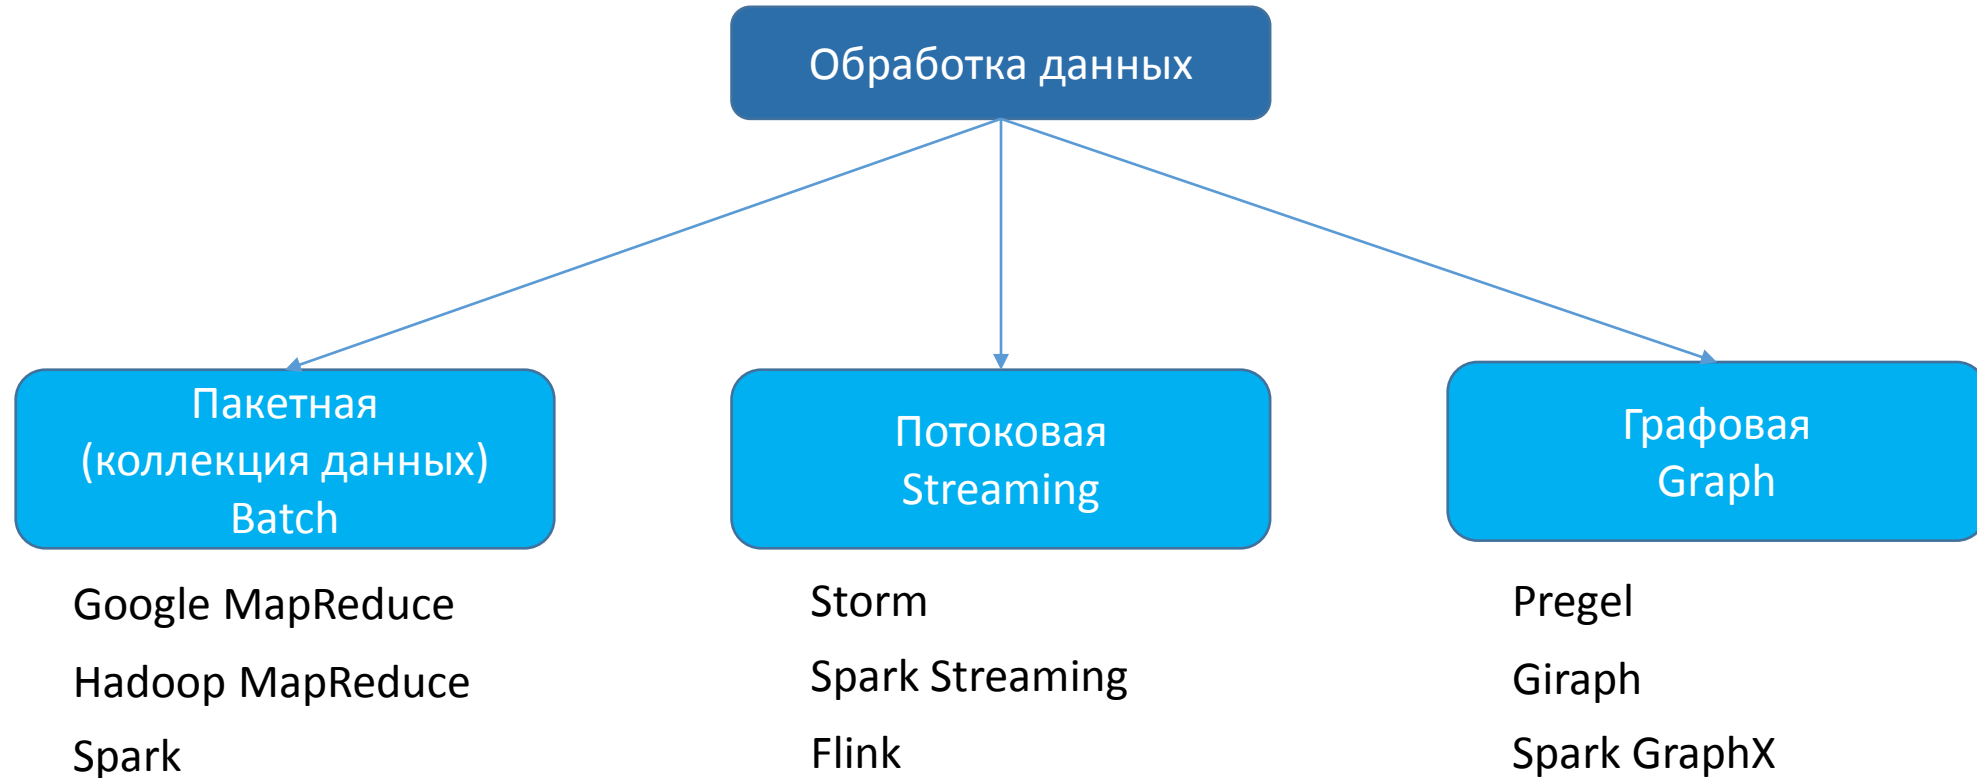 Обработка данных
Пакетная
(коллекция данных)
Batch
Google MapReduce
Hadoop MapReduce
Spark
Потоковая
Streaming
Storm
Spark Streaming
Flink
Графовая
Graph
Pregel
Giraph
Spark GraphX